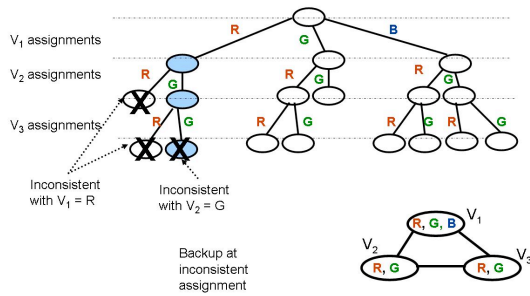 R
G
B
V1 assignments
V2 assignments
R
G
R
G
R
G
V3 assignments
R
G
R
G
R
G
R
G
Inconsistent
with V1 = R
Inconsistent
with V2 = G
Backup at
inconsistent
assignment
R, G, B
V1
V2
V3
R, G
R, G